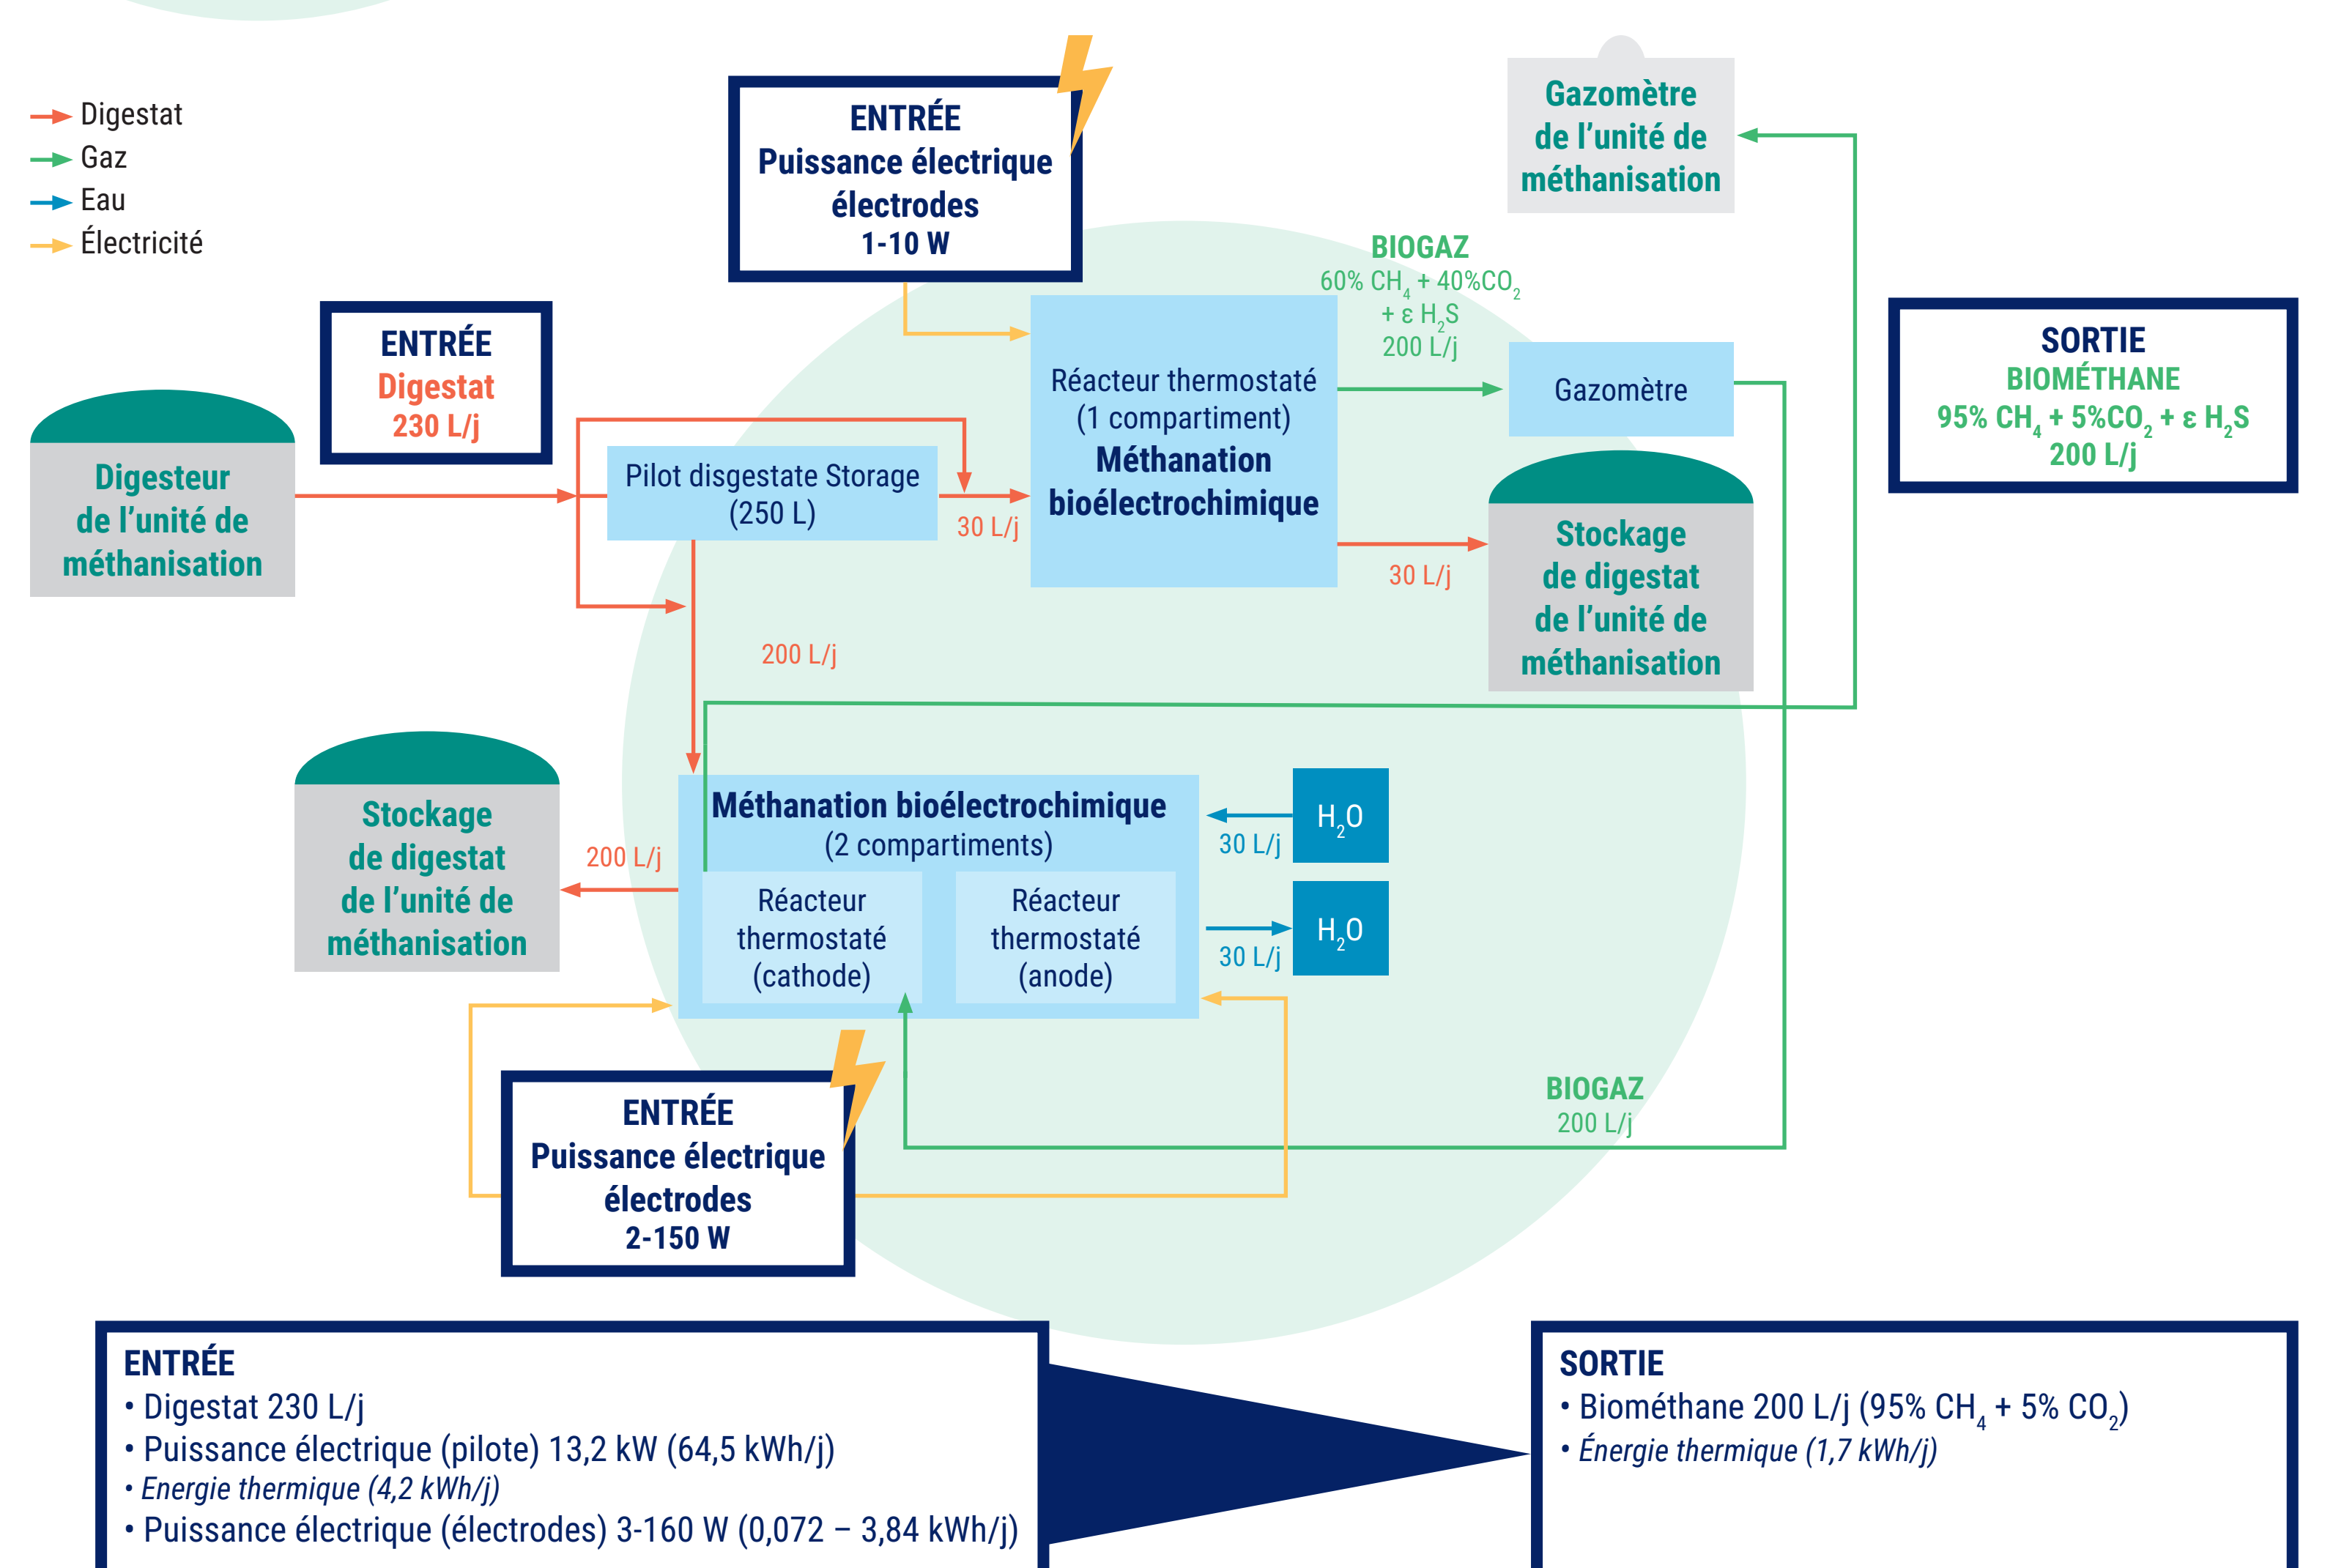 Digestat
Gaz
Eau
Électricité
ENTRÉE
Puissance électrique
électrodes
1-10 W
Gazomètre
de l’unité de
méthanisation
BIOGAZ
60% CH4 + 40%CO2
+ ε H2S
200 L/j
ENTRÉE
Digestat
230 L/j
SORTIE
BIOMÉTHANE
95% CH4 + 5%CO2 + ε H2S
200 L/j
Digesteur
de l’unité de
méthanisation
Pilot disgestate Storage
(250 L)
30 L/j
Réacteur thermostaté
(1 compartiment)
Méthanation
bioélectrochimique
Gazomètre
30 L/j
Stockage
de digestat
de l’unité de
méthanisation
200 L/j
Stockage
de digestat
de l’unité de
méthanisation
200 L/j
Méthanation bioélectrochimique
(2 compartiments)
Réacteur
thermostaté
(cathode)
Réacteur
thermostaté
(anode)
H2O
30 L/j
H2O
30 L/j
ENTRÉE
Puissance électrique
électrodes
2-150 W
BIOGAZ
200 L/j
ENTRÉE
• Digestat 230 L/j
• Puissance électrique (pilote) 13,2 kW (64,5 kWh/j)
• Energie thermique (4,2 kWh/j)
• Puissance électrique (électrodes) 3-160 W (0,072 – 3,84 kWh/j)
SORTIE
• Biométhane 200 L/j (95% CH4 + 5% CO2)
• Énergie thermique (1,7 kWh/j)